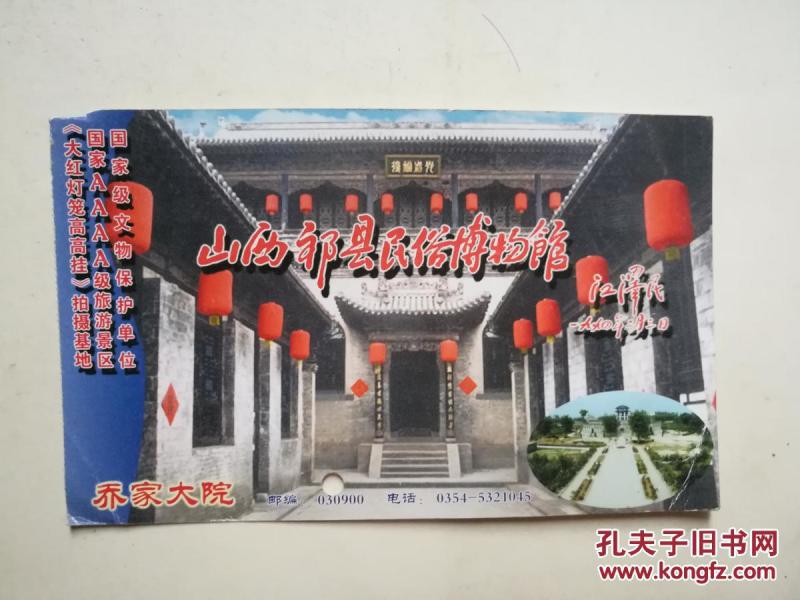 国家级文物保护单位
国家AAAA级旅游景区
《大红灯笼高高挂》拍摄基地
山西祁县民俗博物館
江泽民
乔家大院
邮编：030900 电话：0354-5321045
孔夫子旧书网
www.kongfz.com